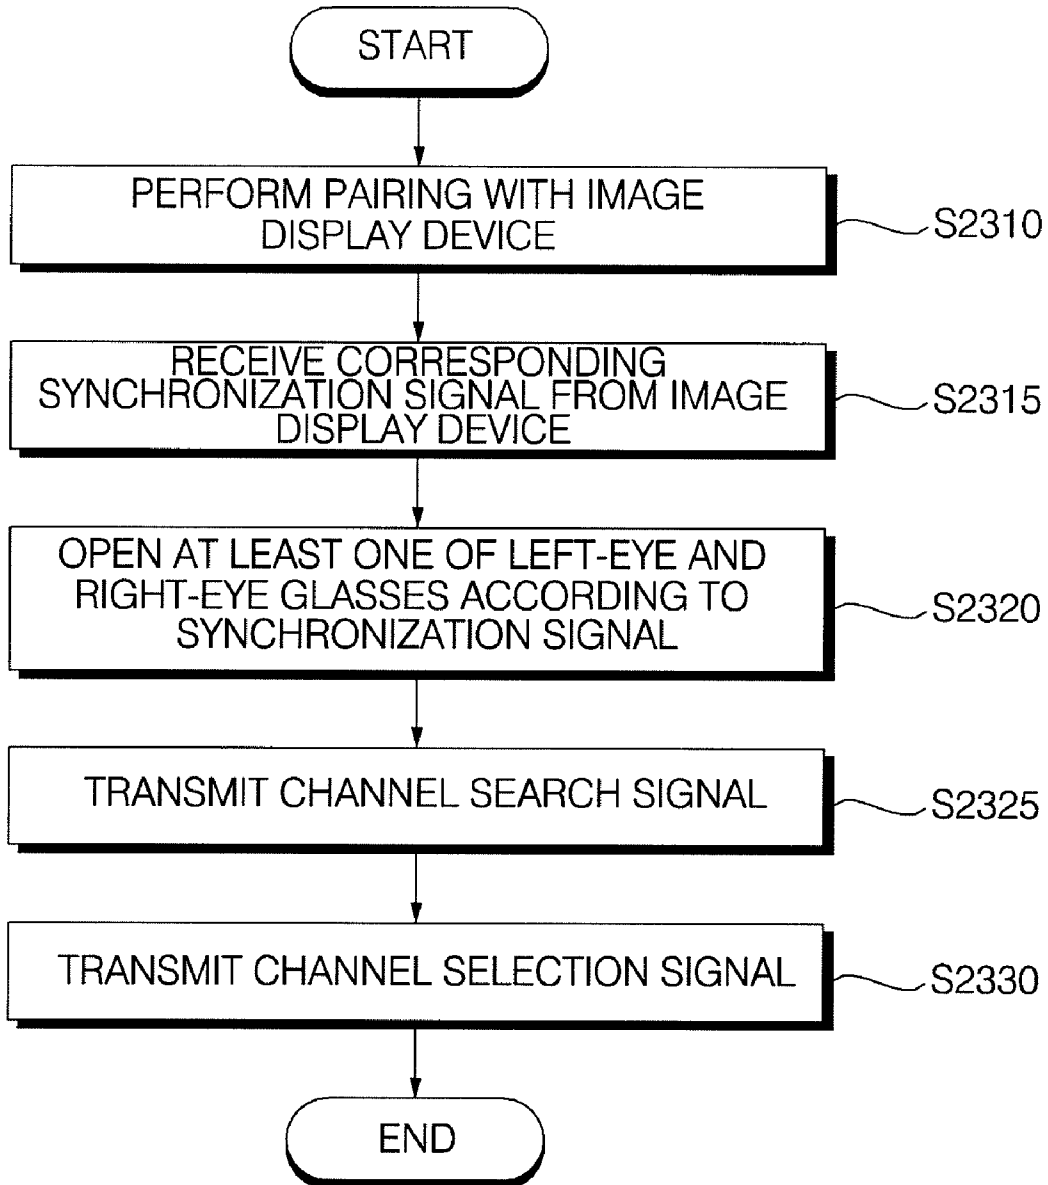 START
PERFORM PAIRING WITH IMAGE
DISPLAY DEVICE
S2310
RECEIVE CORRESPONDING
SYNCHRONIZATION SIGNAL FROM IMAGE
DISPLAY DEVICE
S2315
OPEN AT LEAST ONE OF LEFT-EYE AND
RIGHT-EYE GLASSES ACCORDING TO
SYNCHRONIZATION SIGNAL
S2320
TRANSMIT CHANNEL SEARCH SIGNAL
S2325
TRANSMIT CHANNEL SELECTION SIGNAL
S2330
END